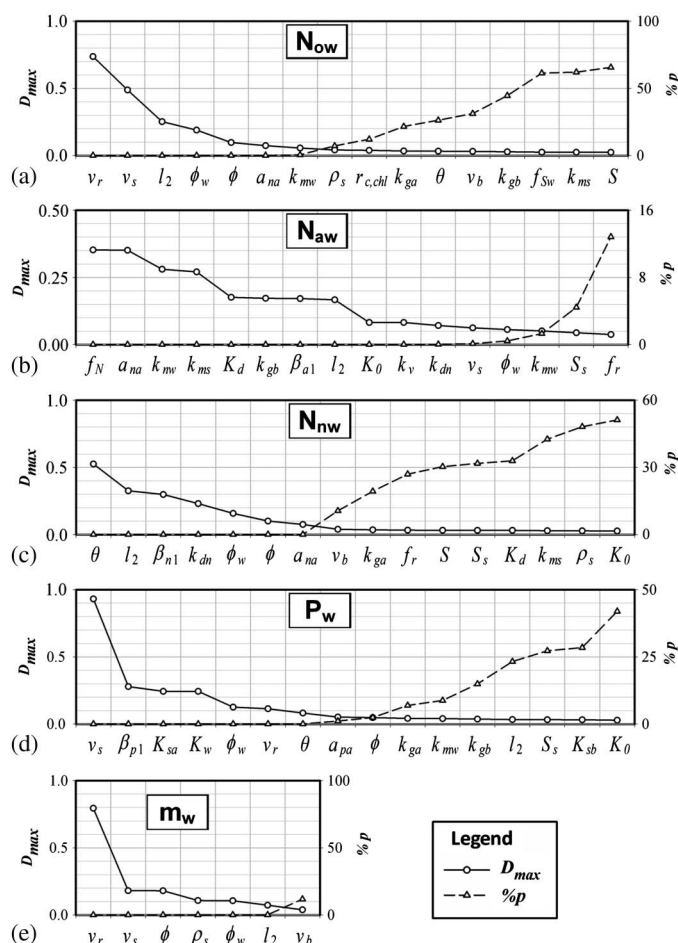 1.0 100
N_ow
D_max 0.5 50 %p
0.0 0
(a) v_r v_s l_2 ϕ_w ϕ a_na k_mw ρ_s r_c,chl k_ga θ v_b k_gb f_Sw k_ms S
0.50 16
N_aw
D_max 0.25 8 %p
0.00 0
(b) f_N a_na k_nw k_ms K_d k_gb β_a1 l_2 K_0 k_v k_dn v_s ϕ_w k_mw S_s f_r
1.0 60
N_nw
D_max 0.5 30 %p
0.0 0
(c) θ l_2 β_n1 k_dn ϕ_w ϕ a_na v_b k_ga f_r S S_s K_d k_ms ρ_s K_0
1.0 50
P_w
D_max 0.5 25 %p
0.0 0
(d) v_s β_p1 K_sa K_w ϕ_w v_r θ a_pa ϕ k_ga k_mw k_gb l_2 S_s K_sb K_0
1.0 100
m_w
D_max 0.5 50 %p
0.0 0
(e) v_r v_s ϕ ρ_s ϕ_w l_2 v_b
Legend
D_max
%p